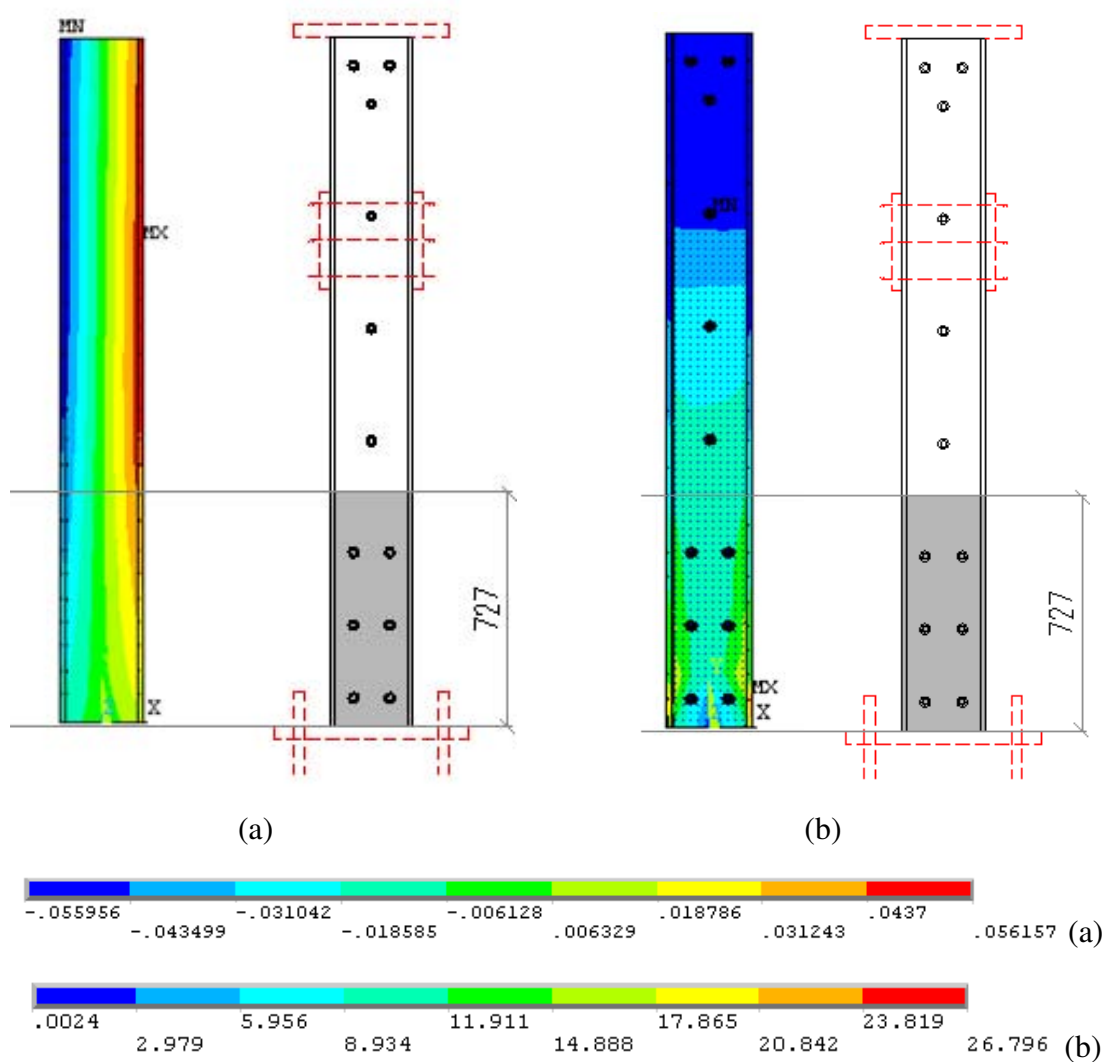 MN
MX
X
727
MN
MX
X
727
(a)
(b)
-.055956 -.043499 -.031042 -.018585 -.006128 .006329 .018786 .031243 .0437 .056157 (a)
.0024 2.979 5.956 8.934 11.911 14.888 17.865 20.842 23.819 26.796 (b)